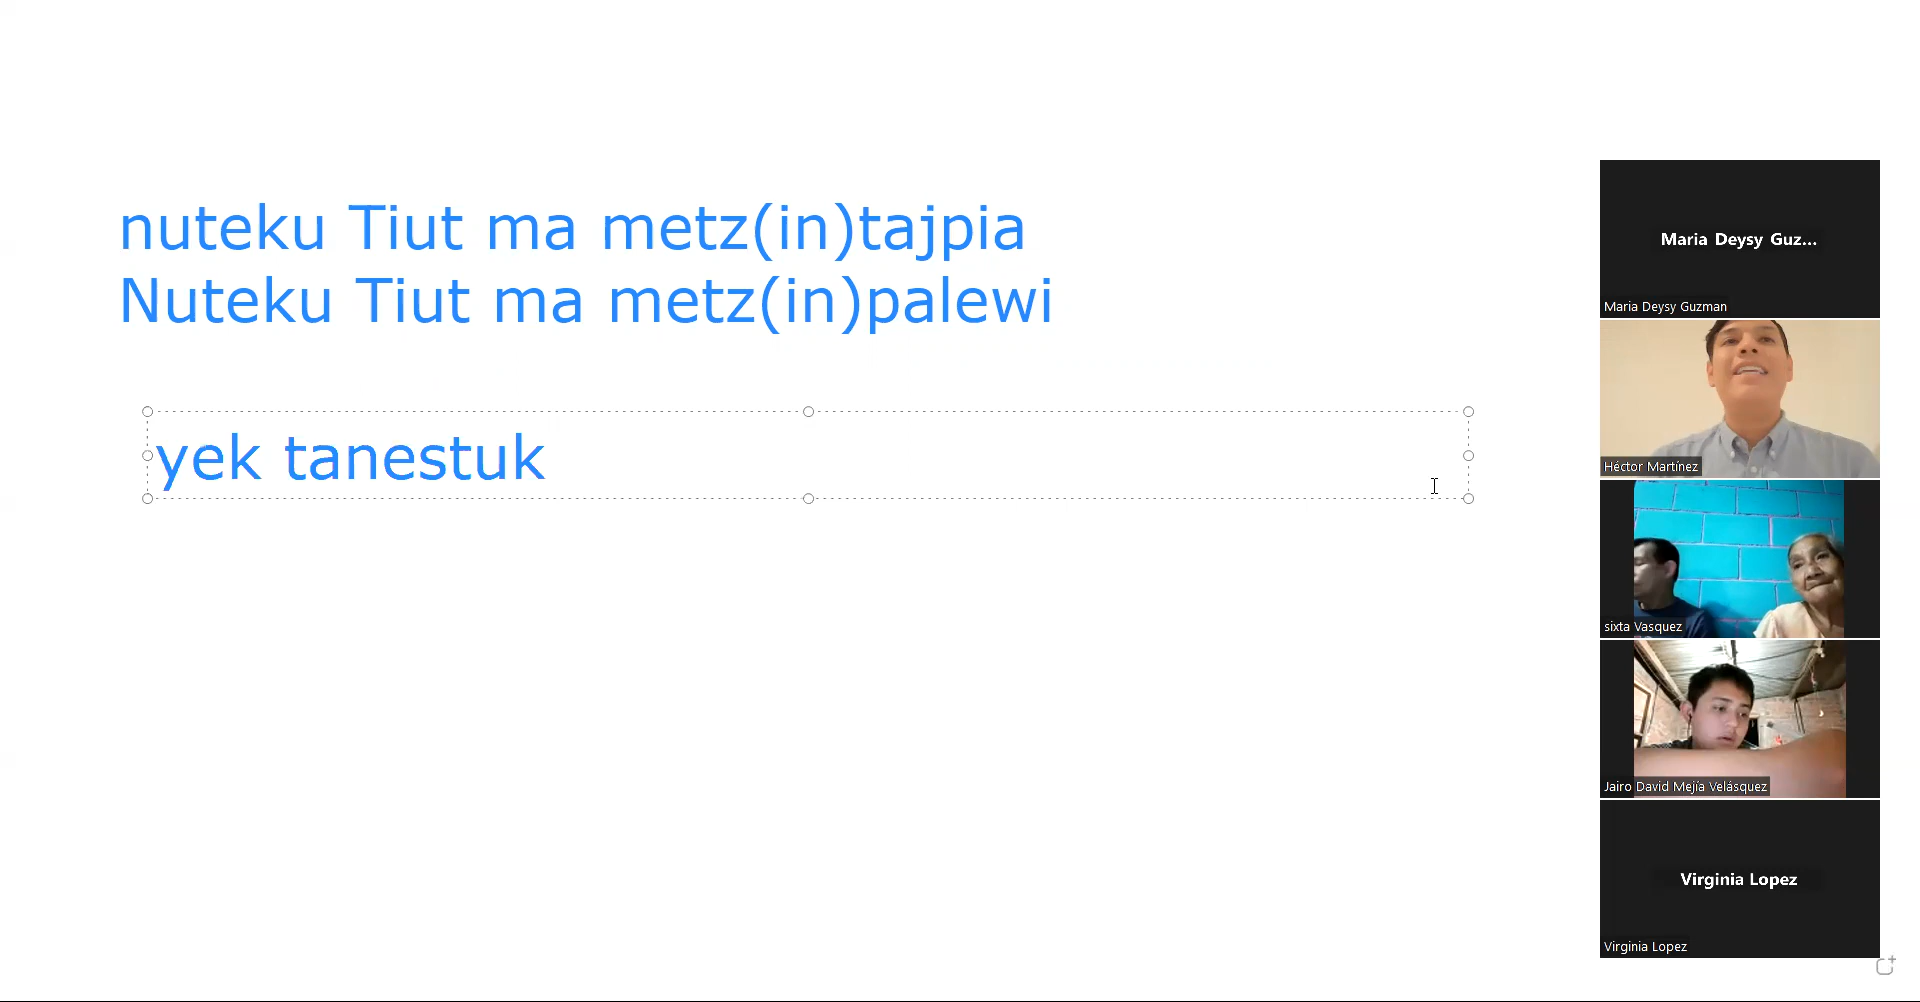 nuteku Tiut ma metz(in)tajpia
Nuteku Tiut ma metz(in)palewi
yek tanestuk
Maria Deysy Guz...
Maria Deysy Guzman
Héctor Martínez
sixta Vasquez
Jairo David Mejía Velásquez
Virginia Lopez
Virginia Lopez